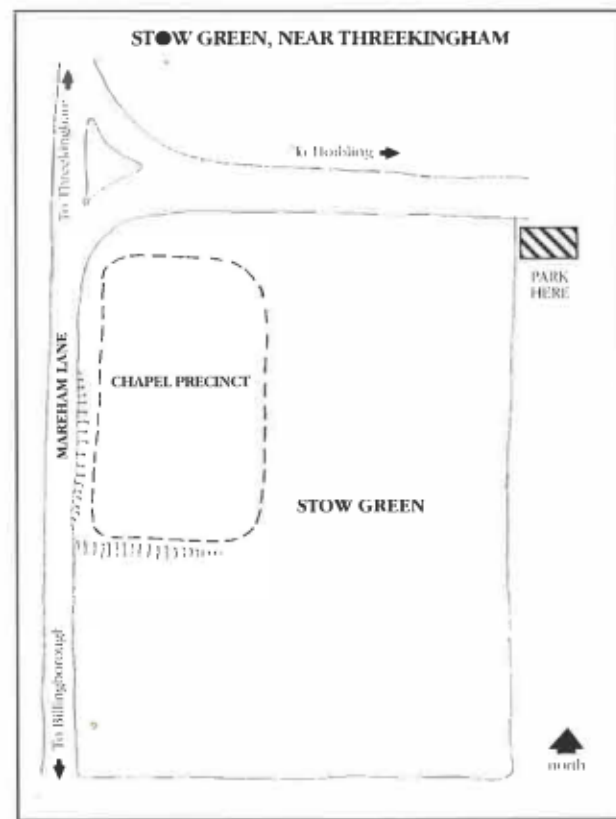 STOW GREEN, NEAR THREEKINGHAM
To Threekingham
To Horbling
PARK
HERE
MAREHAM LANE
CHAPEL PRECINCT
STOW GREEN
To Billingborough
north